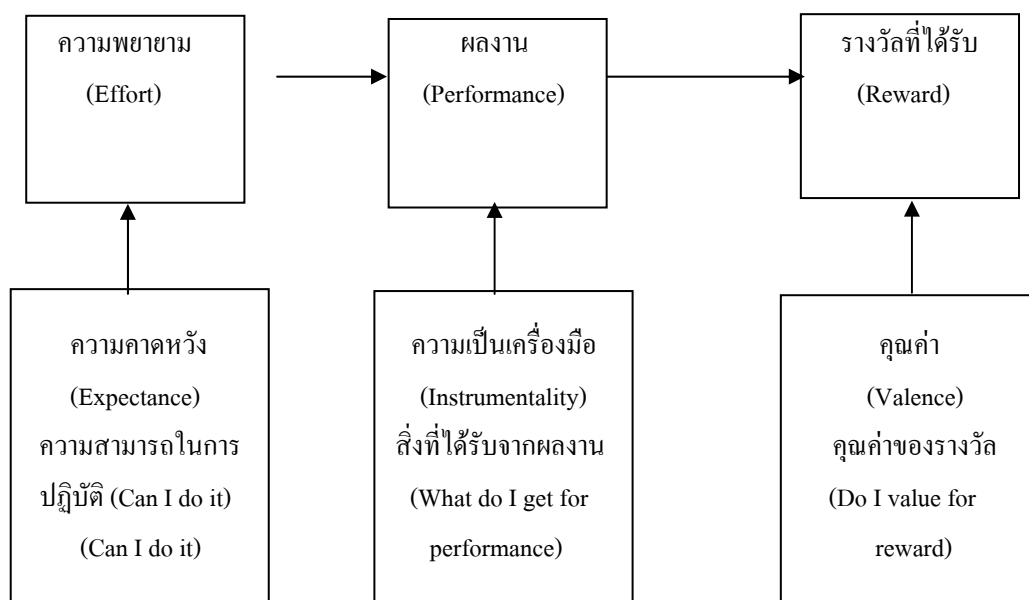 ความพยายาม
(Effort)
ผลงาน
(Performance)
รางวัลที่ได้รับ
(Reward)
ความคาดหวัง
(Expectance)
ความสามารถในการ
ปฏิบัติ (Can I do it)
(Can I do it)
ความเป็นเครื่องมือ
(Instrumentality)
สิ่งที่ได้รับจากผลงาน
(What do I get for
performance)
คุณค่า
(Valence)
คุณค่าของรางวัล
(Do I value for
reward)